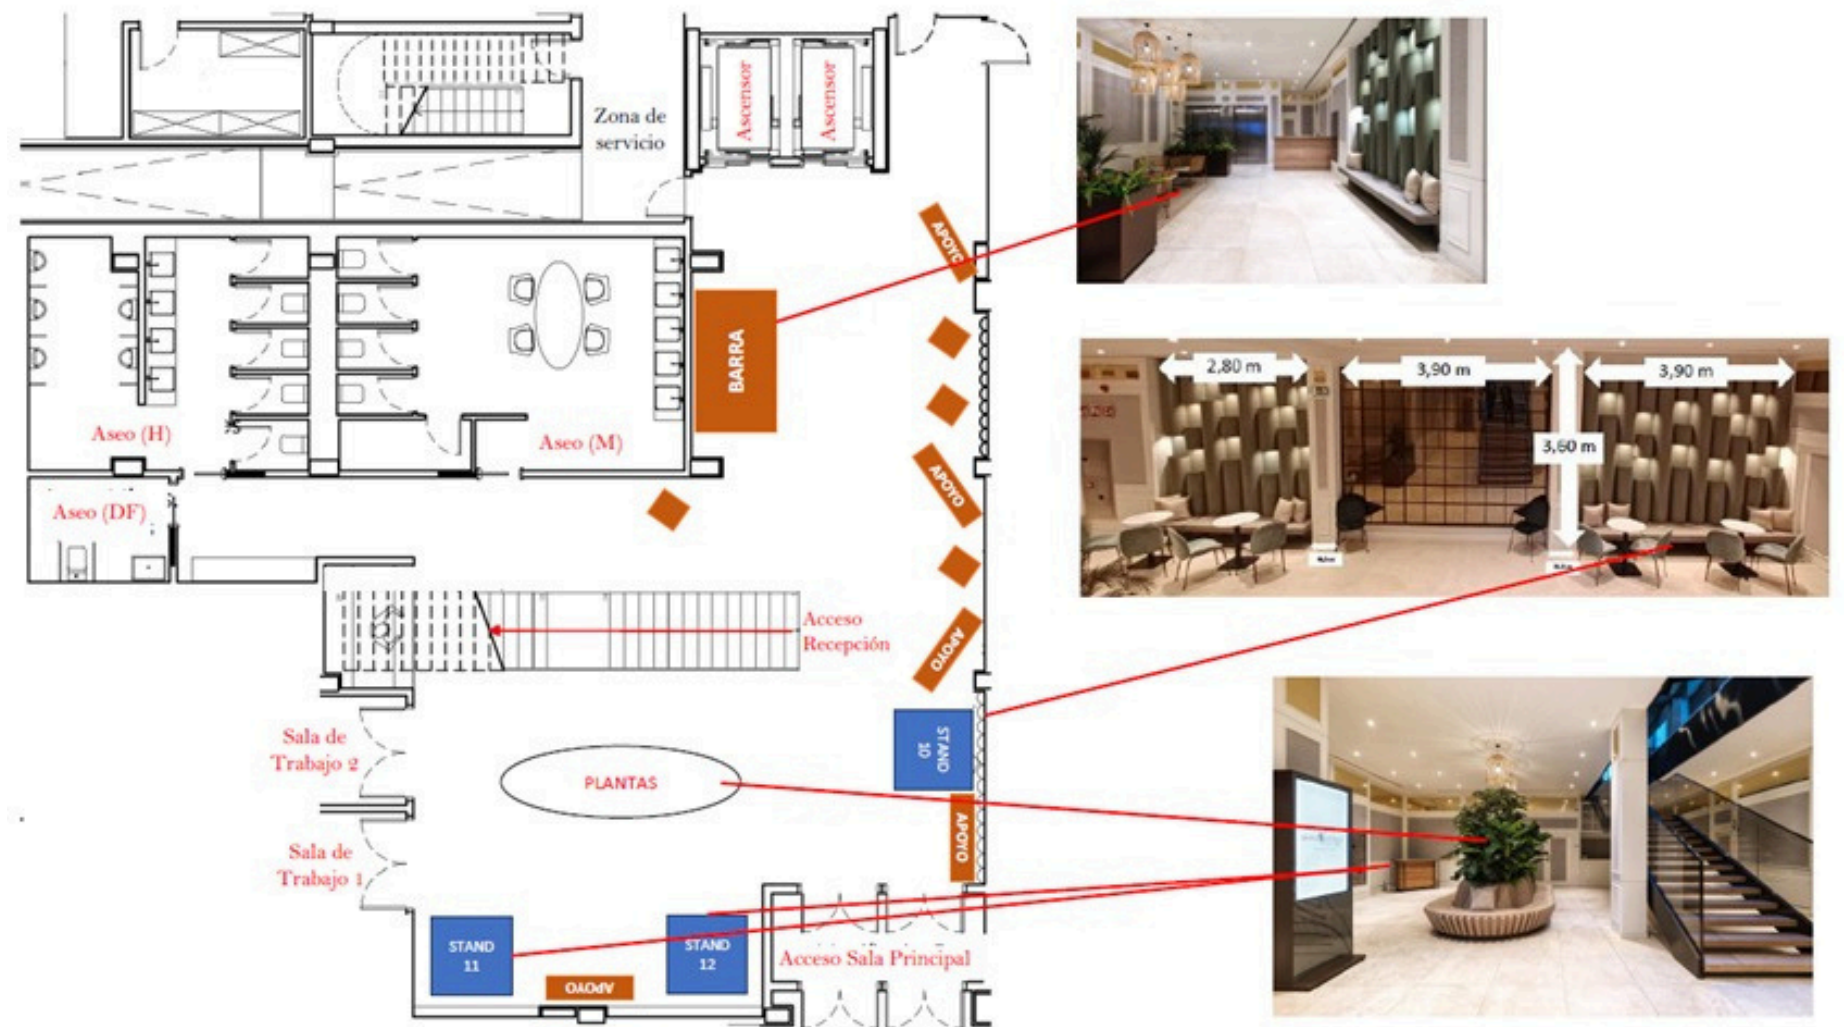 Zona de
servicio
Ascensor
Ascensor
APOYO
BARRA
Aseo (H)
Aseo (M)
APOYO
Aseo (DF)
Acceso
Recepción
APOYO
Sala de
Trabajo 2
STAND
10
PLANTAS
APOYO
Sala de
Trabajo 1
STAND
11
STAND
12
APOYO
Acceso Sala Principal
2,80 m
3,90 m
3,90 m
3,60 m